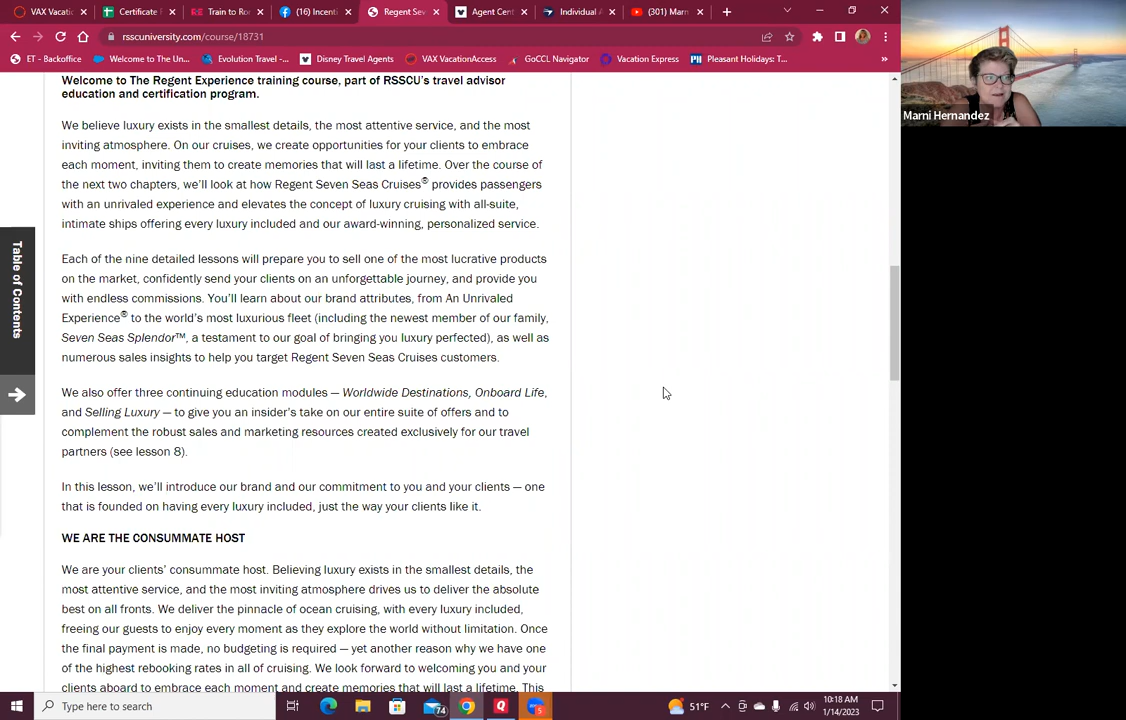 VAX Vacatio
Certificate F
Train to Ro
(16) Incenti
Regent Sev
Agent Cent
Individual A
(301) Marn
rsscuniversity.com/course/18731
ET - Backoffice
Welcome to The Un...
Evolution Travel -...
Disney Travel Agents
VAX VacationAccess
GoCCL Navigator
Vacation Express
Pleasant Holidays: T...
Marni Hernandez
Table of Contents
Welcome to The Regent Experience training course, part of RSSCU's travel advisor
education and certification program.
We believe luxury exists in the smallest details, the most attentive service, and the most
inviting atmosphere. On our cruises, we create opportunities for your clients to embrace
each moment, inviting them to create memories that will last a lifetime. Over the course of
the next two chapters, we'll look at how Regent Seven Seas Cruises® provides passengers
with an unrivaled experience and elevates the concept of luxury cruising with all-suite,
intimate ships offering every luxury included and our award-winning, personalized service.
Each of the nine detailed lessons will prepare you to sell one of the most lucrative products
on the market, confidently send your clients on an unforgettable journey, and provide you
with endless commissions. You'll learn about our brand attributes, from An Unrivaled
Experience® to the world's most luxurious fleet (including the newest member of our family,
Seven Seas Splendor™, a testament to our goal of bringing you luxury perfected), as well as
numerous sales insights to help you target Regent Seven Seas Cruises customers.
We also offer three continuing education modules — Worldwide Destinations, Onboard Life,
and Selling Luxury — to give you an insider's take on our entire suite of offers and to
complement the robust sales and marketing resources created exclusively for our travel
partners (see lesson 8).
In this lesson, we'll introduce our brand and our commitment to you and your clients — one
that is founded on having every luxury included, just the way your clients like it.
WE ARE THE CONSUMMATE HOST
We are your clients' consummate host. Believing luxury exists in the smallest details, the
most attentive service, and the most inviting atmosphere drives us to deliver the absolute
best on all fronts. We deliver the pinnacle of ocean cruising, with every luxury included,
freeing our guests to enjoy every moment as they explore the world without limitation. Once
the final payment is made, no budgeting is required — yet another reason why we have one
of the highest rebooking rates in all of cruising. We look forward to welcoming you and your
clients aboard to embrace each moment and create memories that will last a lifetime. This
Type here to search
74
5
51°F
10:18 AM
1/14/2023